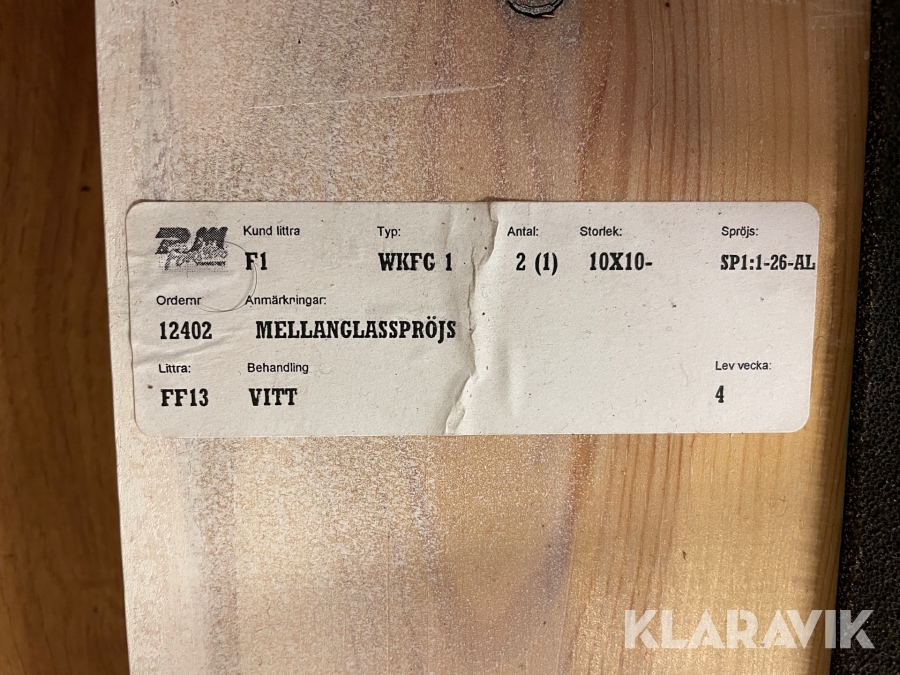 Kund littra Typ: Antal: Storlek: Spröjs:
F1 WKFG 1 2 (1) 10X10- SP1:1-26-AL
Ordernr Anmärkningar:
12402 MELLANGLASSPRÖJS
Littra: Behandling Lev vecka:
FF13 VITT 4
KLARAVIK